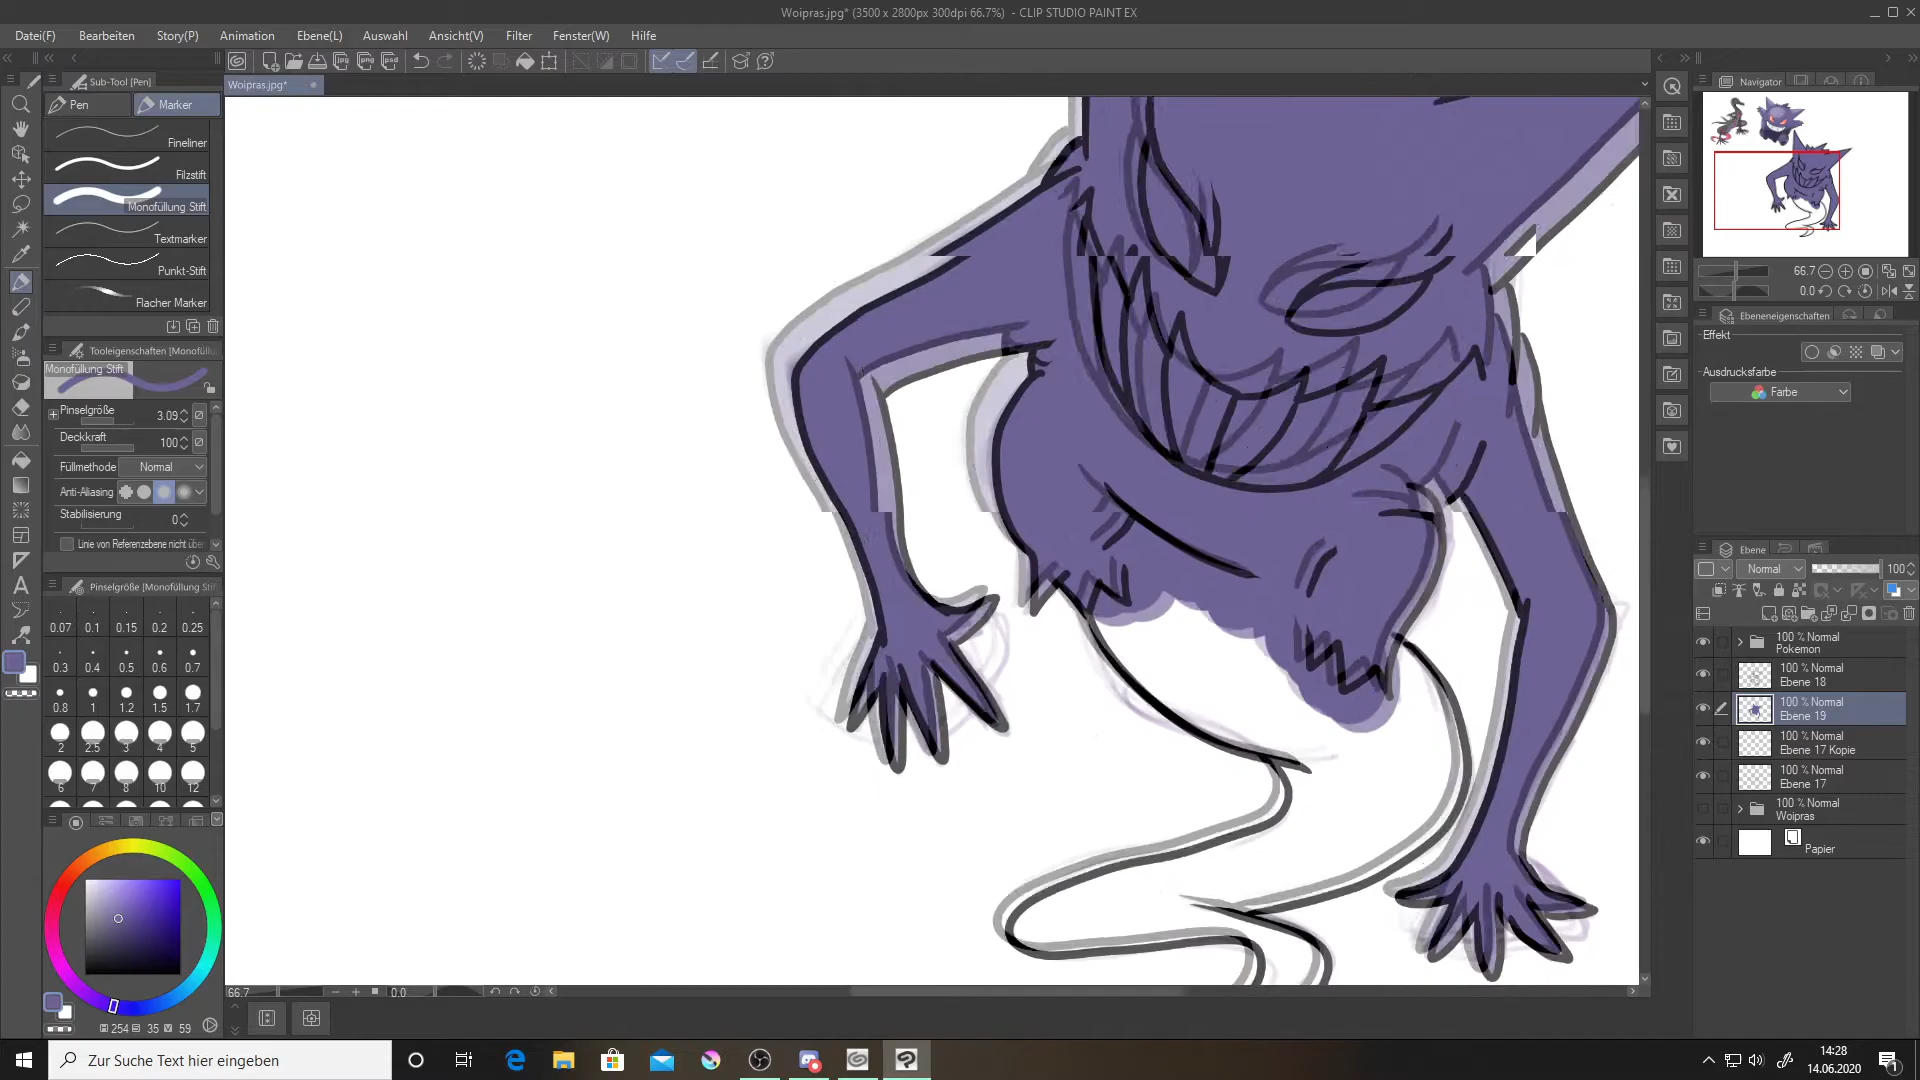 Woipras.jpg* (3500 x 2800px 300dpi 66.7%) - CLIP STUDIO PAINT EX
Datei(F) Bearbeiten Story(P) Animation Ebene(L) Auswahl Ansicht(V) Filter Fenster(W) Hilfe
Sub-Tool [Pen]
Woipras.jpg*
Navigator
Pen Marker
Fineliner
Filzstift
Monofüllung Stift
Textmarker
Punkt-Stift
Flacher Marker
66.7
0.0
Tooleigenschaften [Monofüllu
Monofüllung Stift
Pinselgröße 3.09
Deckkraft 100
Füllmethode Normal
Anti-Aliasing
Stabilisierung 0
Linie von Referenzebene nicht über
Pinselgröße [Monofüllung Stif
0.07 0.1 0.15 0.2 0.25
0.3 0.4 0.5 0.6 0.7
0.8 1 1.2 1.5 1.7
2 2.5 3 4 5
6 7 8 10 12
254 35 59
66.7 0.0
Ebeneneigenschaften
Effekt
Ausdrucksfarbe
Farbe
Ebene
Normal 100
100 % Normal
Pokemon
100 % Normal
Ebene 18
100 % Normal
Ebene 19
100 % Normal
Ebene 17 Kopie
100 % Normal
Ebene 17
100 % Normal
Woipras
Papier
Zur Suche Text hier eingeben
14:28
14.06.2020
1